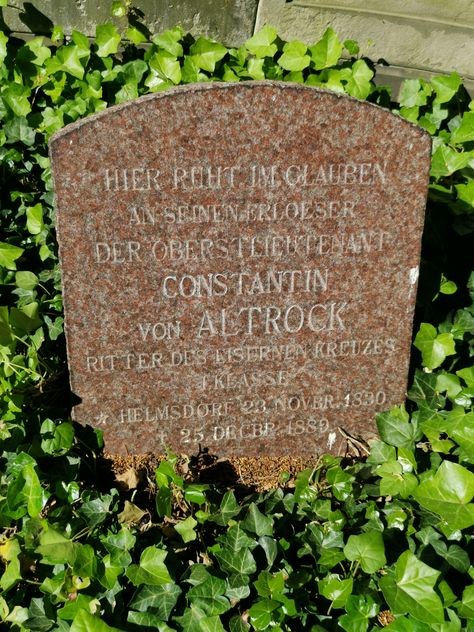 HIER RUHT IM GLAUBEN
AN SEINEN ERLOESER
DER OBERSTLIEUTENANT
CONSTANTIN
VON ALTROCK
RITTER DES EISERNEN KREUZES
I KLASSE
* HELMSDORF 23 NOVBR. 1830
† 25 DECBR. 1889